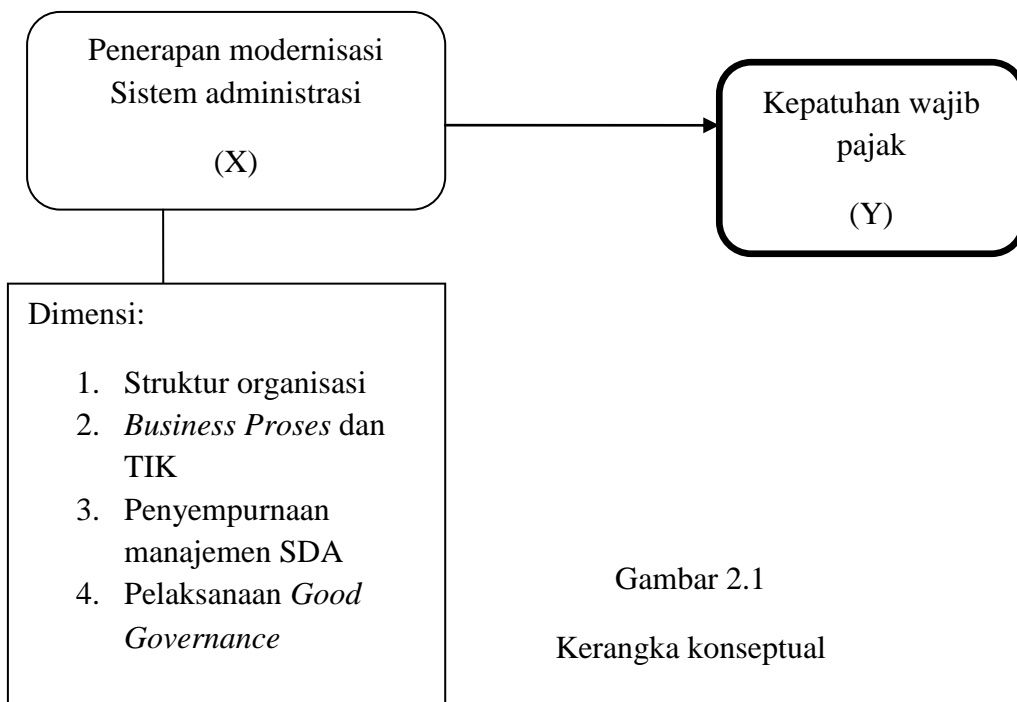 Penerapan modernisasi
Sistem administrasi
(X)
Kepatuhan wajib
pajak
(Y)
Dimensi:
1. Struktur organisasi
2. Business Proses dan
TIK
3. Penyempurnaan
manajemen SDA
4. Pelaksanaan Good
Governance
Gambar 2.1
Kerangka konseptual